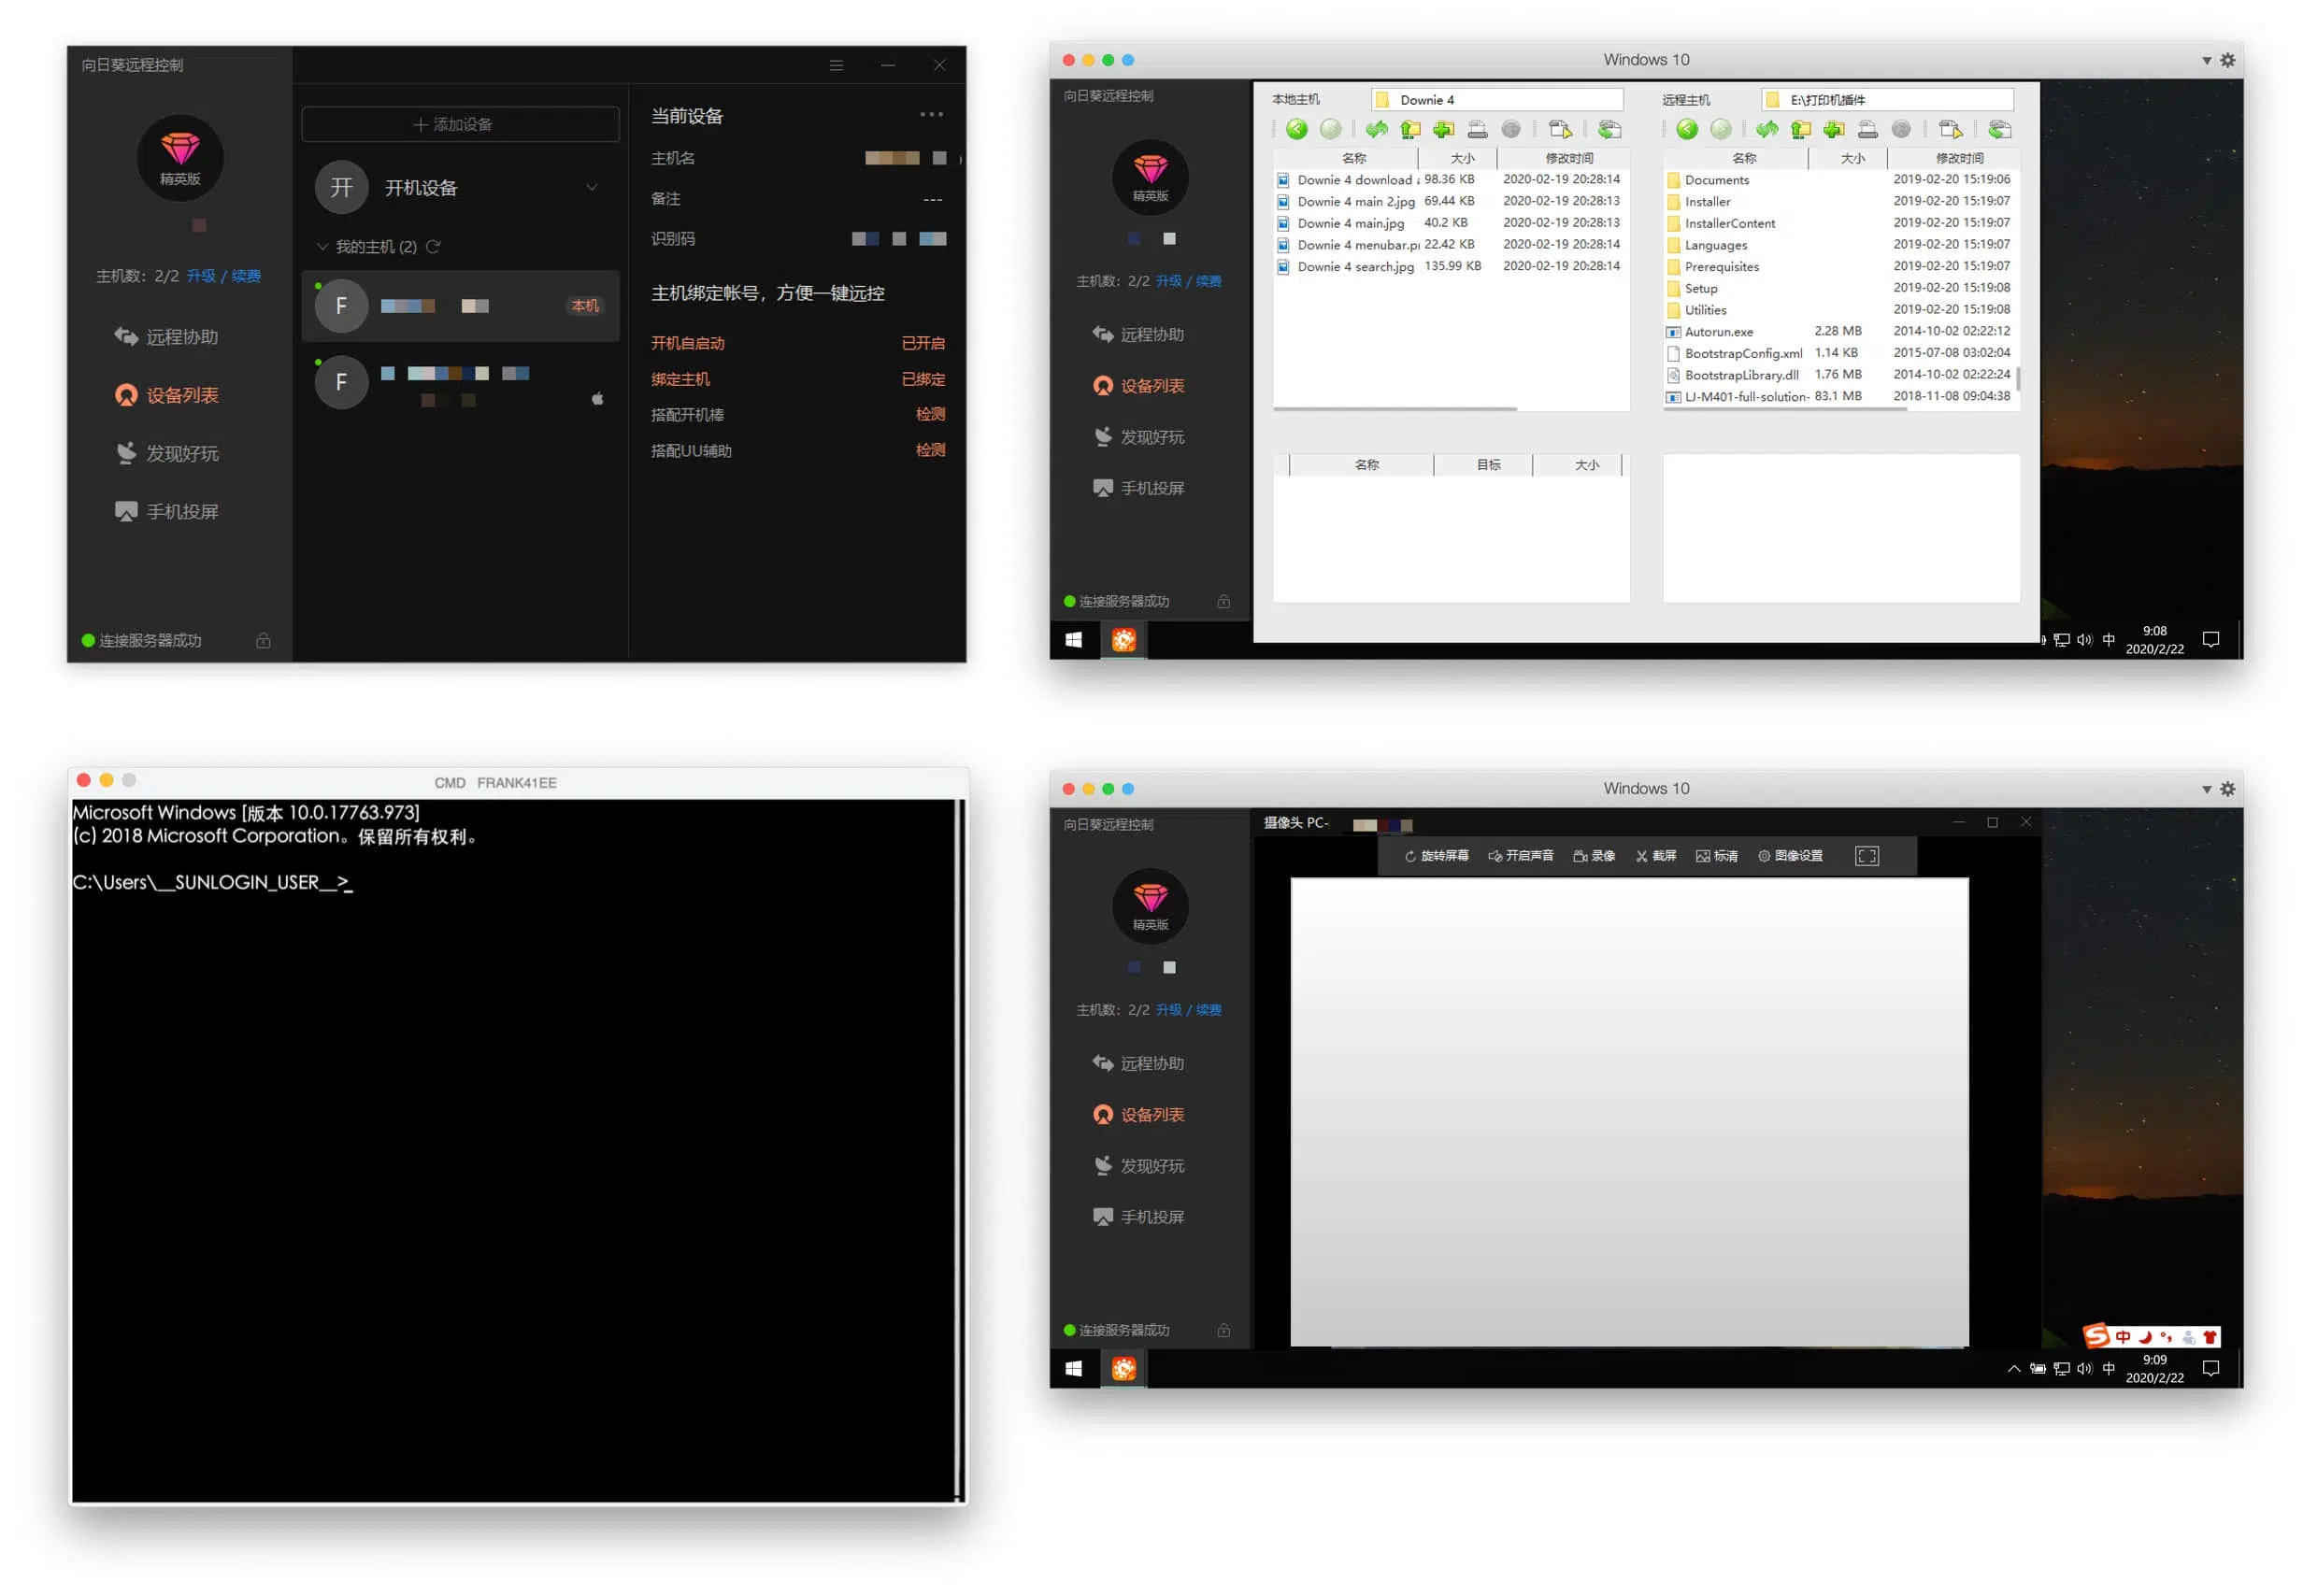 向日葵远程控制
精英版
主机数：2/2 升级 / 续费
远程协助
设备列表
发现好玩
手机投屏
连接服务器成功
添加设备
开 开机设备
我的主机 (2)
F 本机
F
当前设备
主机名
备注 ---
识别码
主机绑定帐号，方便一键远控
开机自启动 已开启
绑定主机 已绑定
搭配开机棒 检测
搭配UU辅助 检测
Windows 10
向日葵远程控制
精英版
主机数：2/2 升级 / 续费
远程协助
设备列表
发现好玩
手机投屏
连接服务器成功
本地主机 Downie 4
名称 大小 修改时间
Downie 4 download 98.36 KB 2020-02-19 20:28:14
Downie 4 main 2.jpg 69.44 KB 2020-02-19 20:28:13
Downie 4 main.jpg 40.2 KB 2020-02-19 20:28:13
Downie 4 menubar.p 22.42 KB 2020-02-19 20:28:14
Downie 4 search.jpg 135.99 KB 2020-02-19 20:28:14
名称 目标 大小
远程主机 E:\打印机插件
名称 大小 修改时间
Documents 2019-02-20 15:19:06
Installer 2019-02-20 15:19:07
InstallerContent 2019-02-20 15:19:07
Languages 2019-02-20 15:19:07
Prerequisites 2019-02-20 15:19:07
Setup 2019-02-20 15:19:08
Utilities 2019-02-20 15:19:08
Autorun.exe 2.28 MB 2014-10-02 02:22:12
BootstrapConfig.xml 1.14 KB 2015-07-08 03:02:04
BootstrapLibrary.dll 1.76 MB 2014-10-02 02:22:24
LJ-M401-full-solution- 83.1 MB 2018-11-08 09:04:38
中 9:08
2020/2/22
CMD FRANK41EE
Microsoft Windows [版本 10.0.17763.973]
(c) 2018 Microsoft Corporation。保留所有权利。
C:\Users\__SUNLOGIN_USER__>_
Windows 10
向日葵远程控制
精英版
主机数：2/2 升级 / 续费
远程协助
设备列表
发现好玩
手机投屏
连接服务器成功
摄像头 PC-
旋转屏幕 开启声音 录像 截屏 标清 图像设置
S 中
中 9:09
2020/2/22